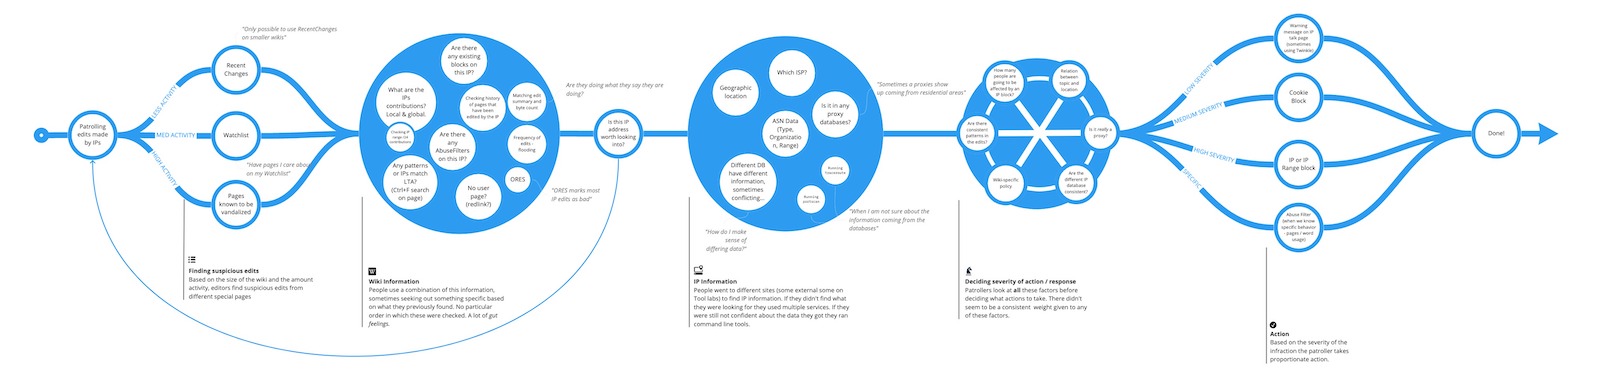 Patrolling
edits made
by IPs
LESS ACTIVITY
MED ACTIVITY
HIGH ACTIVITY
"Only possible to use RecentChanges
on smaller wikis"
Recent
Changes
Watchlist
"Have pages I care about
on my Watchlist"
Pages
known to be
vandalized
Finding suspicious edits
Based on the size of the wiki and the amount
activity, editors find suspicious edits from
different special pages
Are there
any existing
blocks on
this IP?
What are the
IPs
contributions?
Local & global.
Checking history
of pages that
have been
edited by the IP
Matching edit
summary and
byte count
Checking IP
range for
contributions
Are there
any
AbuseFilters
on this IP?
Frequency of
edits -
flooding
Any patterns
or IPs match
LTA?
(Ctrl+F search
on page)
No user
page?
(redlink?)
ORES
"ORES marks most
IP edits as bad"
Wiki Information
People use a combination of this information,
sometimes seeking out something specific based
on what they previously found. No particular
order in which these were checked. A lot of gut
feelings.
Are they doing what they say they are
doing?
Is this IP
address
worth looking
into?
Which ISP?
Geographic
location
Is it in any
proxy
databases?
"Sometimes a proxies show
up coming from residential areas"
ASN Data
(Type,
Organizatio
n, Range)
Different DB
have different
information,
sometimes
conflicting...
Running
Running
"When I am not sure about the
information coming from the
databases"
"How do I make
sense of
differing data?"
IP Information
People went to different sites (some external some on
Tool labs) to find IP information. If they didn't find what
they were looking for they used multiple services. If they
were still not confident about the data they got they ran
command line tools.
How many
people are
going to be
affected by an
IP block?
Relation
between
topic and
location
Are there
consistent
patterns in
the edits?
Is it really a
proxy?
Wiki-specific
policy
Are the
different IP
database
consistent?
Deciding severity of action / response
Patrollers look at all these factors before
deciding what actions to take. There didn't
seem to be a consistent weight given to any
of these factors.
LOW SEVERITY
MEDIUM SEVERITY
HIGH SEVERITY
SPECIFIC
Warning
message on IP
talk page
(sometimes
using Twinkle)
Cookie
Block
IP or IP
Range block
Abuse Filter
(when we know
specific behavior
- pages / word
usage)
Action
Based on the severity of the
infraction the patroller takes
proportionate action.
Done!